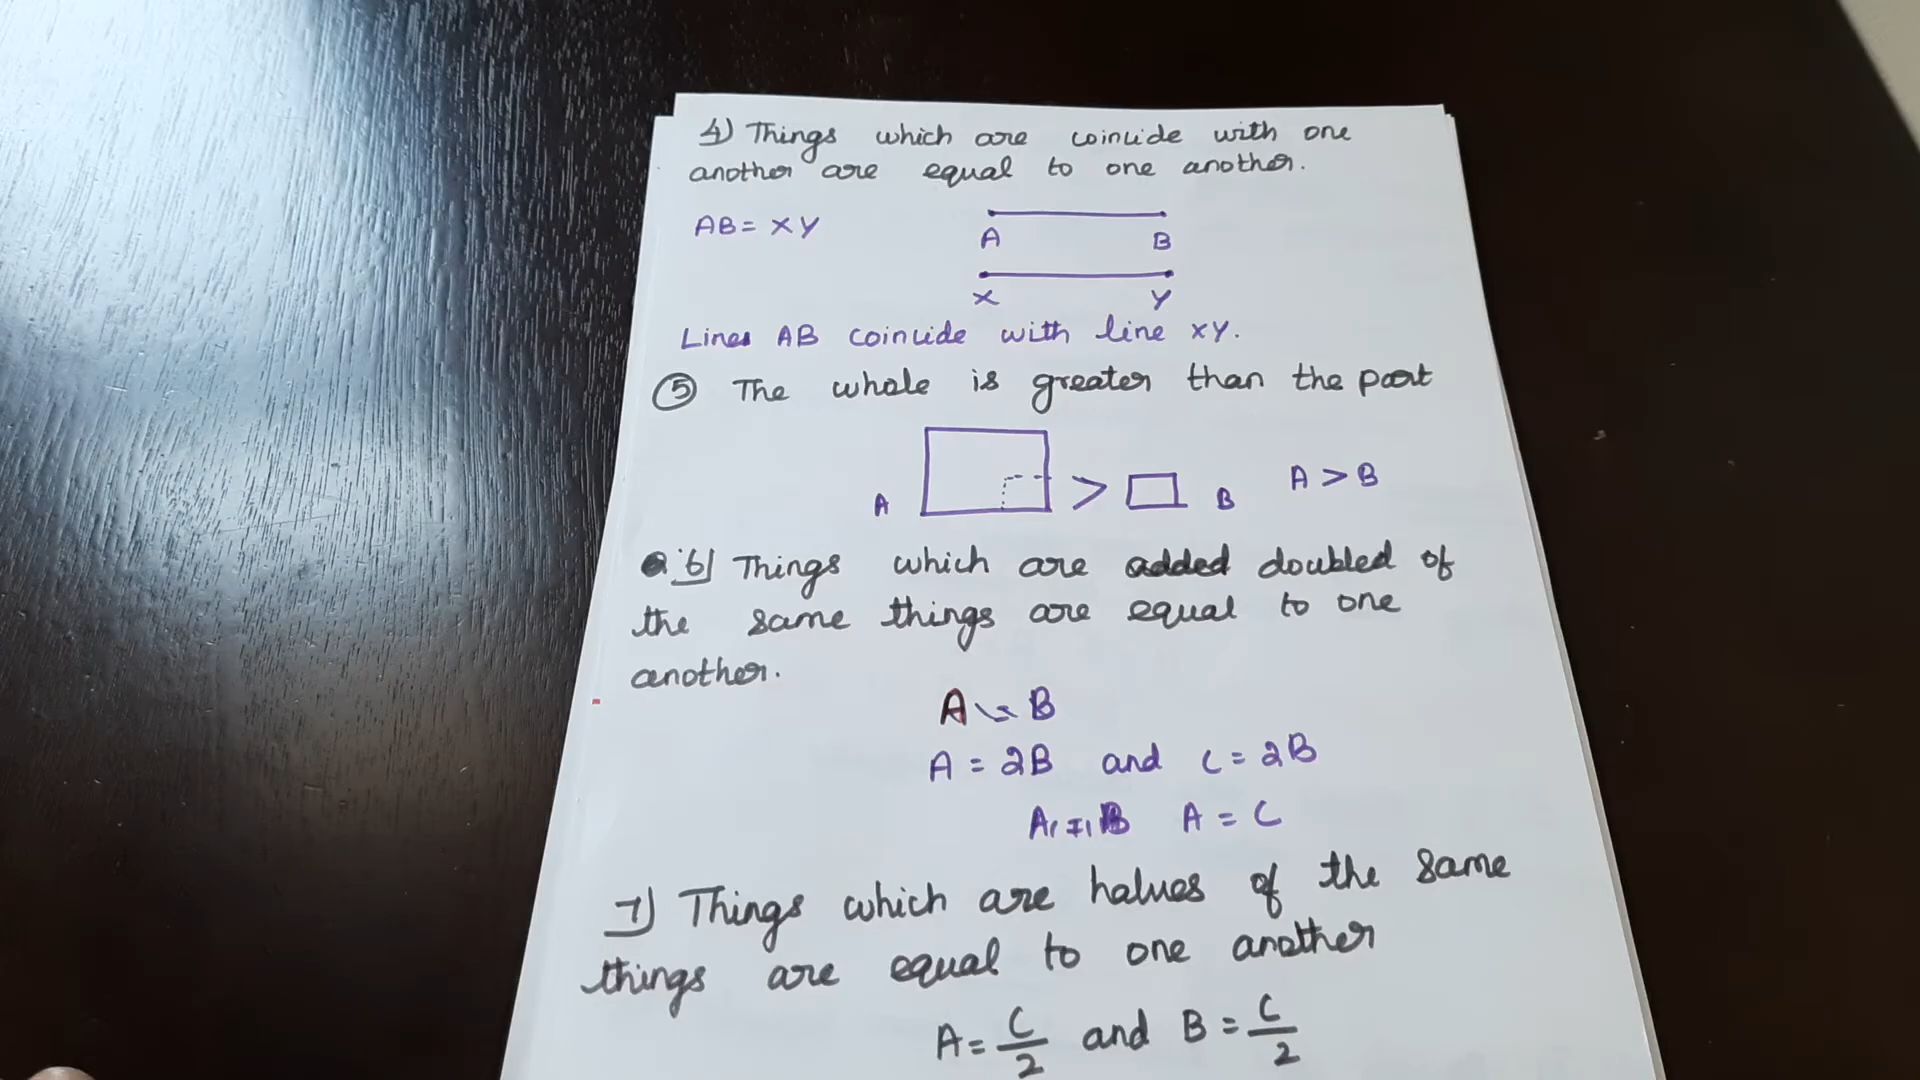 4) Things which are coincide with one
another are equal to one another.
AB = XY
A B
X Y
Lines AB coincide with line XY.
5 The whole is greater than the part
A > B A > B
6) Things which are added doubled of
the same things are equal to one
another.
A B
A = 2B and C = 2B
A = C
7) Things which are halves of the same
things are equal to one another
A = C/2 and B = C/2